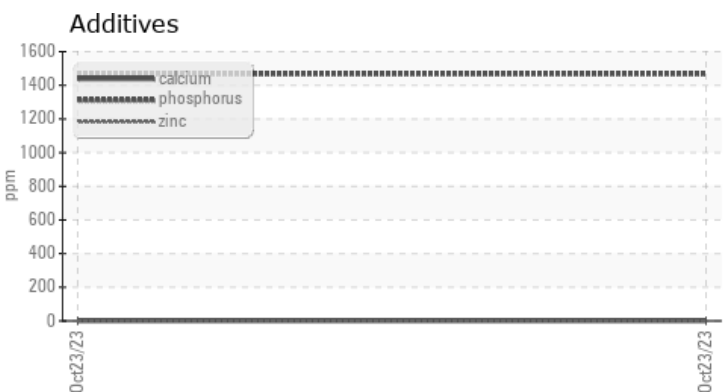 Additives
1600
1400
1200
1000
800
600
400
200
0
ppm
calcium
phosphorus
zinc
Oct23/23
Oct23/23